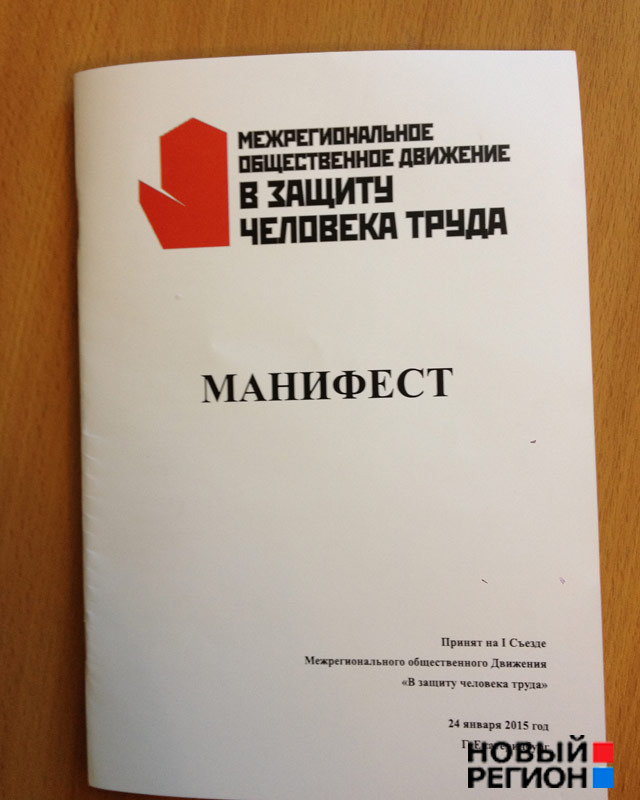 МЕЖРЕГИОНАЛЬНОЕ
ОБЩЕСТВЕННОЕ ДВИЖЕНИЕ
В ЗАЩИТУ
ЧЕЛОВЕКА ТРУДА
МАНИФЕСТ
Принят на I Съезде
Межрегионального общественного Движения
«В защиту человека труда»
24 января 2015 год
НОВЫЙ
РЕГИОН